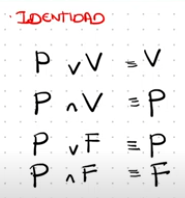 IDENTIDAD
P ∨ V ≡ V
P ∧ V ≡ P
P ∨ F ≡ P
P ∧ F ≡ F